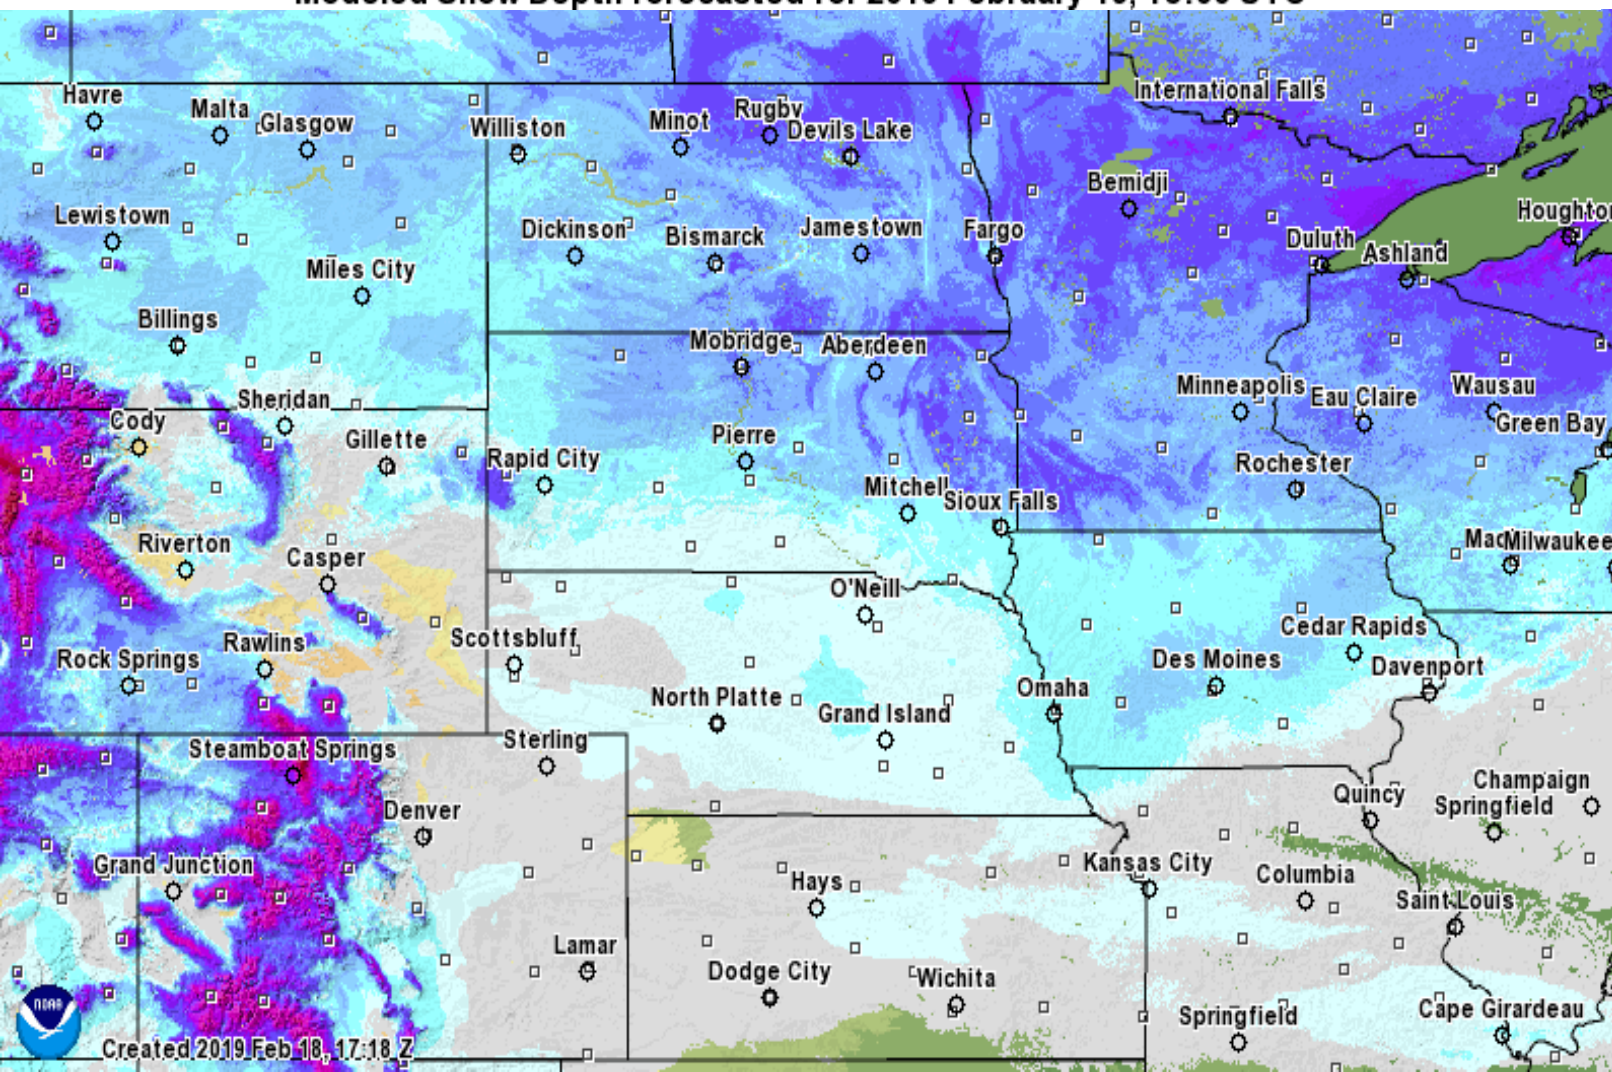 Havre
Malta
Glasgow
Williston
Minot
Rugby
Devils Lake
International Falls
Bemidji
Lewistown
Dickinson
Bismarck
Jamestown
Fargo
Duluth
Ashland
Miles City
Billings
Mobridge
Aberdeen
Minneapolis
Eau Claire
Wausau
Green Bay
Sheridan
Cody
Gillette
Rapid City
Pierre
Mitchell
Sioux Falls
Rochester
Milwaukee
Riverton
Casper
O'Neill
Rawlins
Rock Springs
Scottsbluff
Cedar Rapids
Des Moines
Davenport
Omaha
North Platte
Grand Island
Steamboat Springs
Sterling
Denver
Quincy
Champaign
Springfield
Grand Junction
Hays
Kansas City
Columbia
Saint Louis
Lamar
Dodge City
Wichita
Springfield
Cape Girardeau
NOAA
Created 2019 Feb 18, 17:18 Z